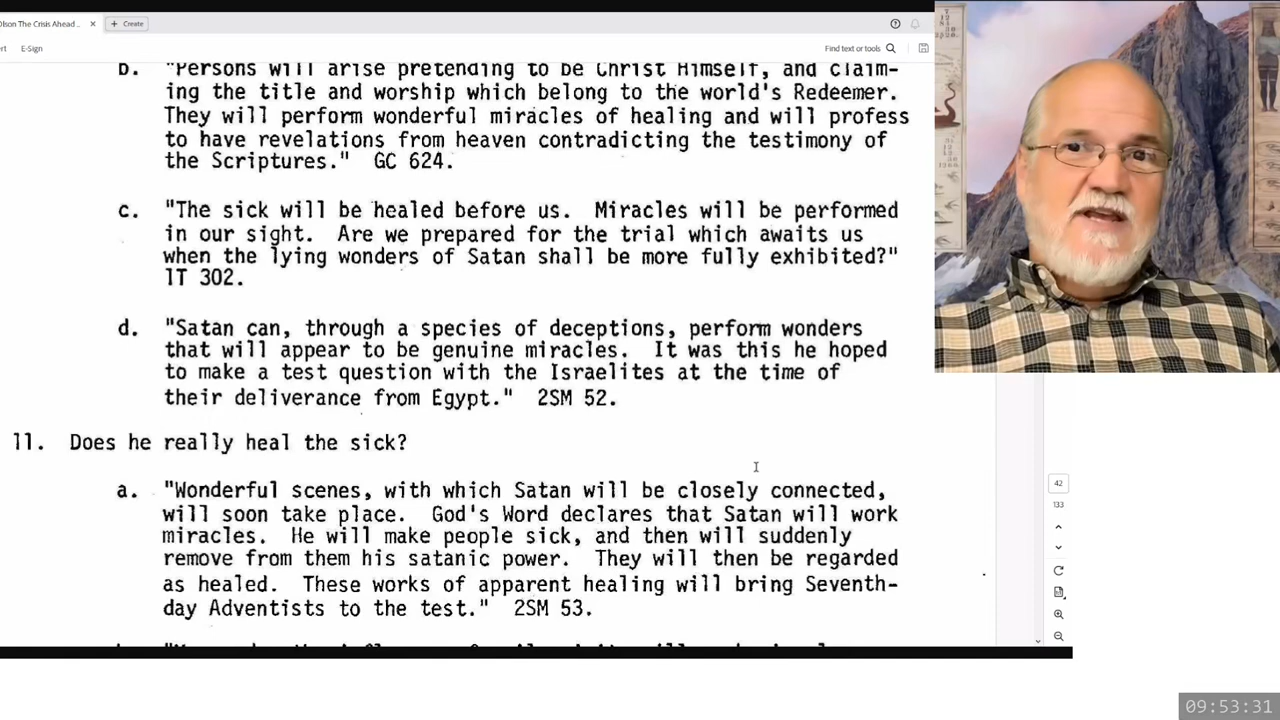 Olson The Crisis Ahead ..
Create
E-Sign
Find text or tools
b. "Persons will arise pretending to be Christ Himself, and claim-
ing the title and worship which belong to the world's Redeemer.
They will perform wonderful miracles of healing and will profess
to have revelations from heaven contradicting the testimony of
the Scriptures." GC 624.
c. "The sick will be healed before us. Miracles will be performed
in our sight. Are we prepared for the trial which awaits us
when the lying wonders of Satan shall be more fully exhibited?"
1T 302.
d. "Satan can, through a species of deceptions, perform wonders
that will appear to be genuine miracles. It was this he hoped
to make a test question with the Israelites at the time of
their deliverance from Egypt." 2SM 52.
11. Does he really heal the sick?
a. "Wonderful scenes, with which Satan will be closely connected,
will soon take place. God's Word declares that Satan will work
miracles. He will make people sick, and then will suddenly
remove from them his satanic power. They will then be regarded
as healed. These works of apparent healing will bring Seventh-
day Adventists to the test." 2SM 53.
42
133
09:53:31